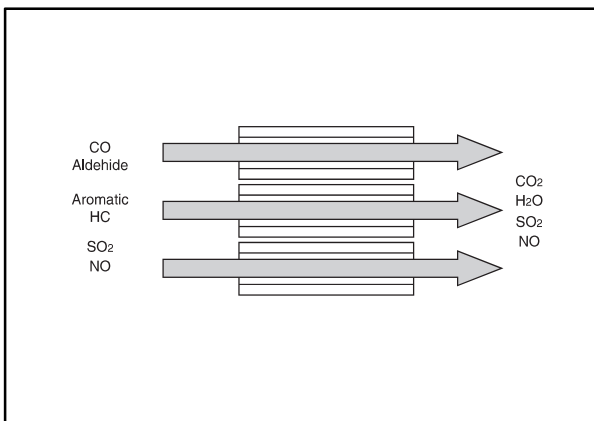 CO
Aldehide
Aromatic
HC
SO2
NO
CO2
H2O
SO2
NO